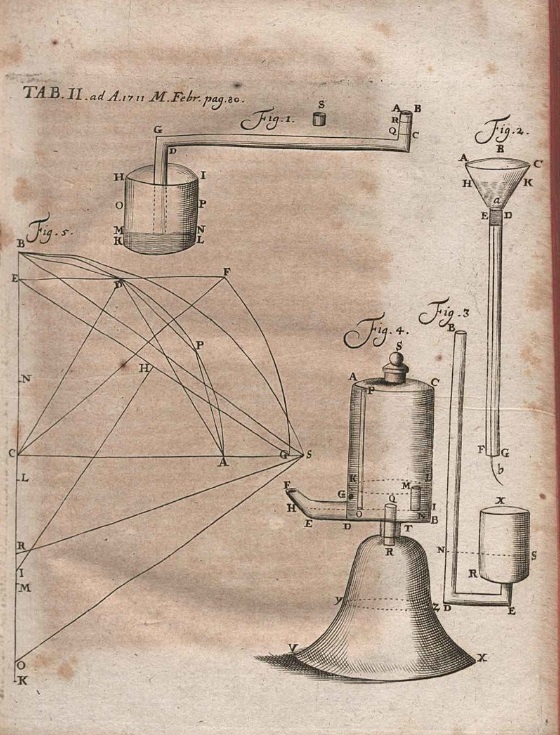 TAB. II. ad A. 1711 M. Febr. pag. 80.
Fig. 1.
S
A B
R
Q C
G
D
H I
O P
M N
K L
Fig. 2.
B
A C
H K
a
E D
F G
b
Fig. 3
B
X
N S
R
D E
Fig. 4.
S
A P C
K L
F G M
H Q I
O N
E D T B
R
Y Z
V X
Fig. 5.
B
E D F
P
H
N
C A G S
L
R
I
M
O
K